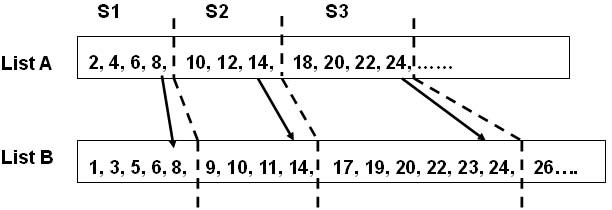 S1 S2 S3
List A 2, 4, 6, 8, 10, 12, 14, 18, 20, 22, 24, ……
List B 1, 3, 5, 6, 8, 9, 10, 11, 14, 17, 19, 20, 22, 23, 24, 26….